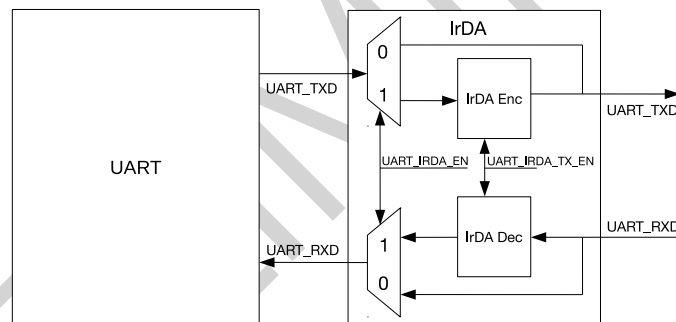 IrDA
0
UART_TXD
1
IrDA Enc
UART_TXD
UART
UART_IRDA_EN
UART_IRDA_TX_EN
UART_RXD
1
IrDA Dec
UART_RXD
0